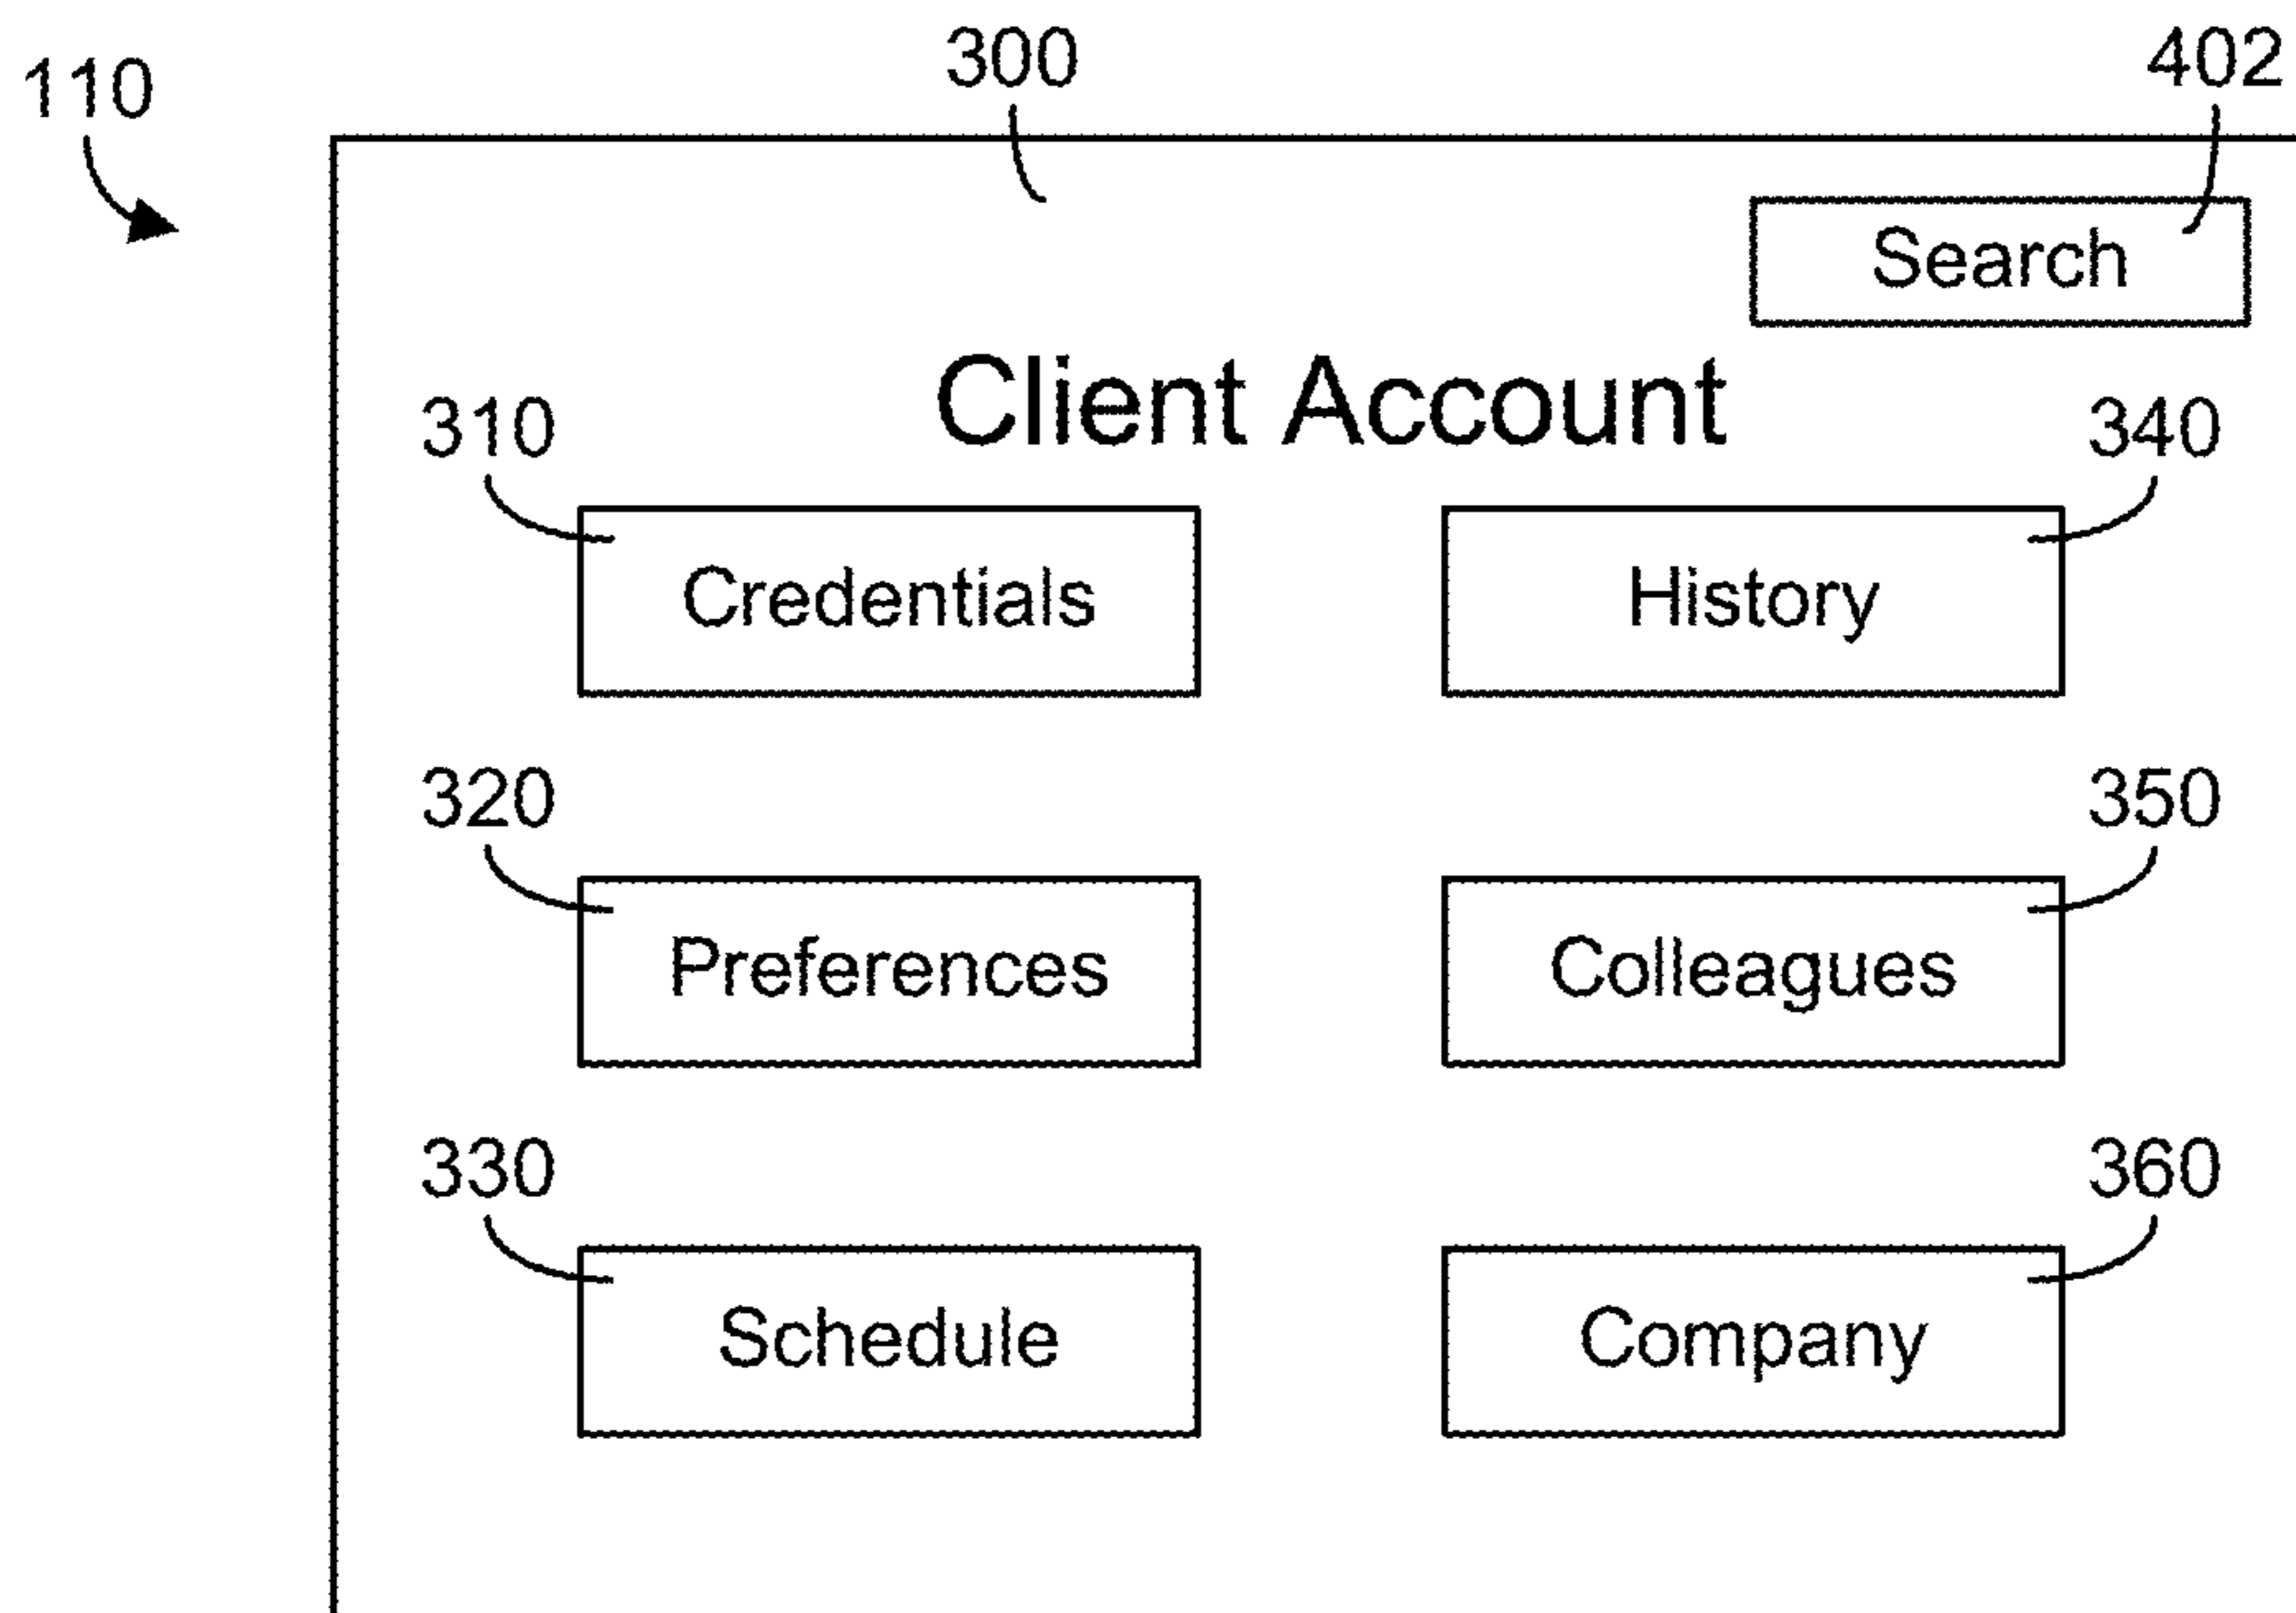 110
300
402
Search
Client Account
310
340
Credentials
History
320
350
Preferences
Colleagues
330
360
Schedule
Company